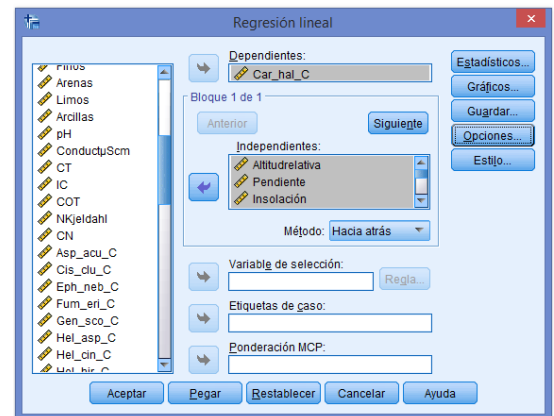 Regresión lineal
Finos
Arenas
Limos
Arcillas
pH
ConductµScm
CT
IC
COT
NKjeldahl
CN
Asp_acu_C
Cis_clu_C
Eph_neb_C
Fum_eri_C
Gen_sco_C
Hel_asp_C
Hel_cin_C
Hel_hir_C
Dependientes:
Car_hal_C
Bloque 1 de 1
Anterior
Siguiente
Independientes:
Altitudrelativa
Pendiente
Insolación
Método: Hacia atrás
Variable de selección:
Regla...
Etiquetas de caso:
Ponderación MCP:
Estadísticos...
Gráficos...
Guardar...
Opciones...
Estilo...
Aceptar
Pegar
Restablecer
Cancelar
Ayuda